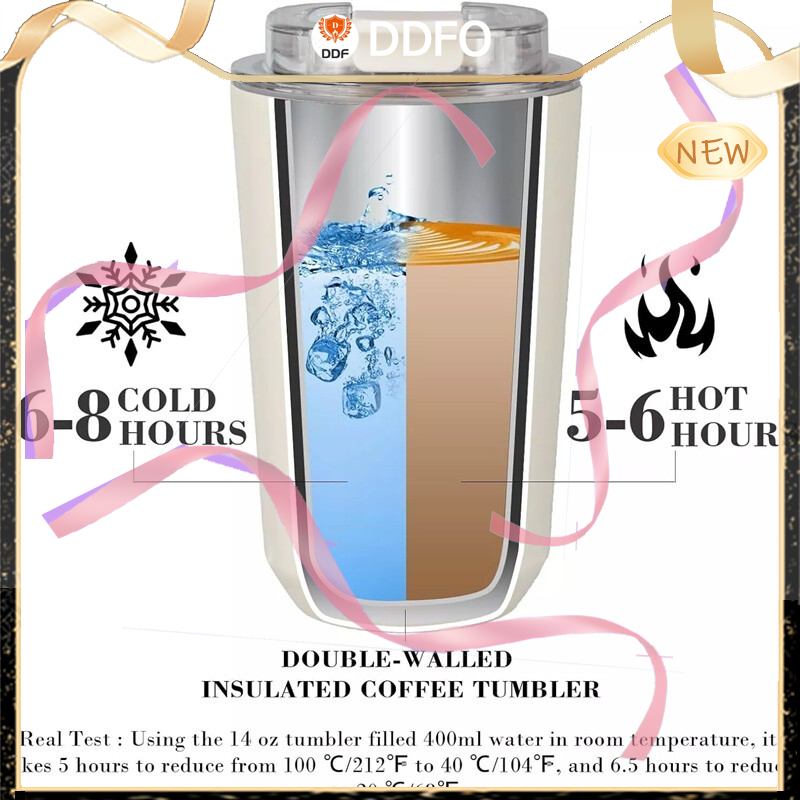 DDF DDFO
NEW
6-8 COLD HOURS
5-6 HOT HOUR
DOUBLE-WALLED
INSULATED COFFEE TUMBLER
Real Test : Using the 14 oz tumbler filled 400ml water in room temperature, it
kes 5 hours to reduce from 100 ℃/212℉ to 40 ℃/104℉, and 6.5 hours to reduc